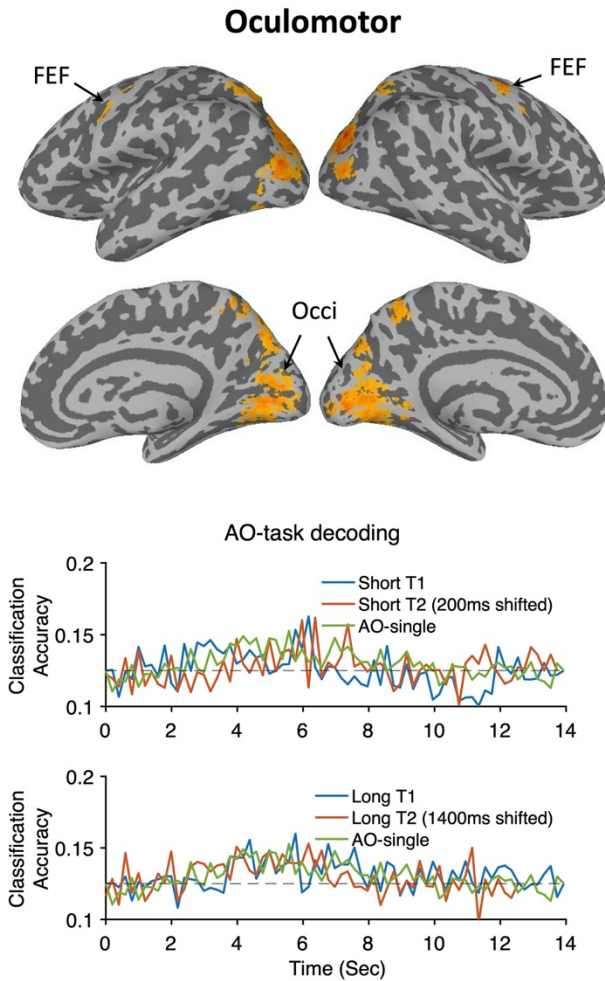 Oculomotor
FEF
FEF
Occi
AO-task decoding
Classification
Accuracy
0.2
0.15
0.1
Short T1
Short T2 (200ms shifted)
AO-single
0 2 4 6 8 10 12 14
Classification
Accuracy
0.2
0.15
0.1
Long T1
Long T2 (1400ms shifted)
AO-single
0 2 4 6 8 10 12 14
Time (Sec)